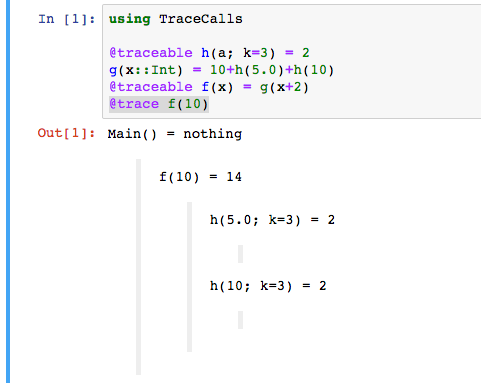 In [1]: using TraceCalls
@traceable h(a; k=3) = 2
g(x::Int) = 10+h(5.0)+h(10)
@traceable f(x) = g(x+2)
@trace f(10)
Out[1]: Main() = nothing
f(10) = 14
h(5.0; k=3) = 2
h(10; k=3) = 2